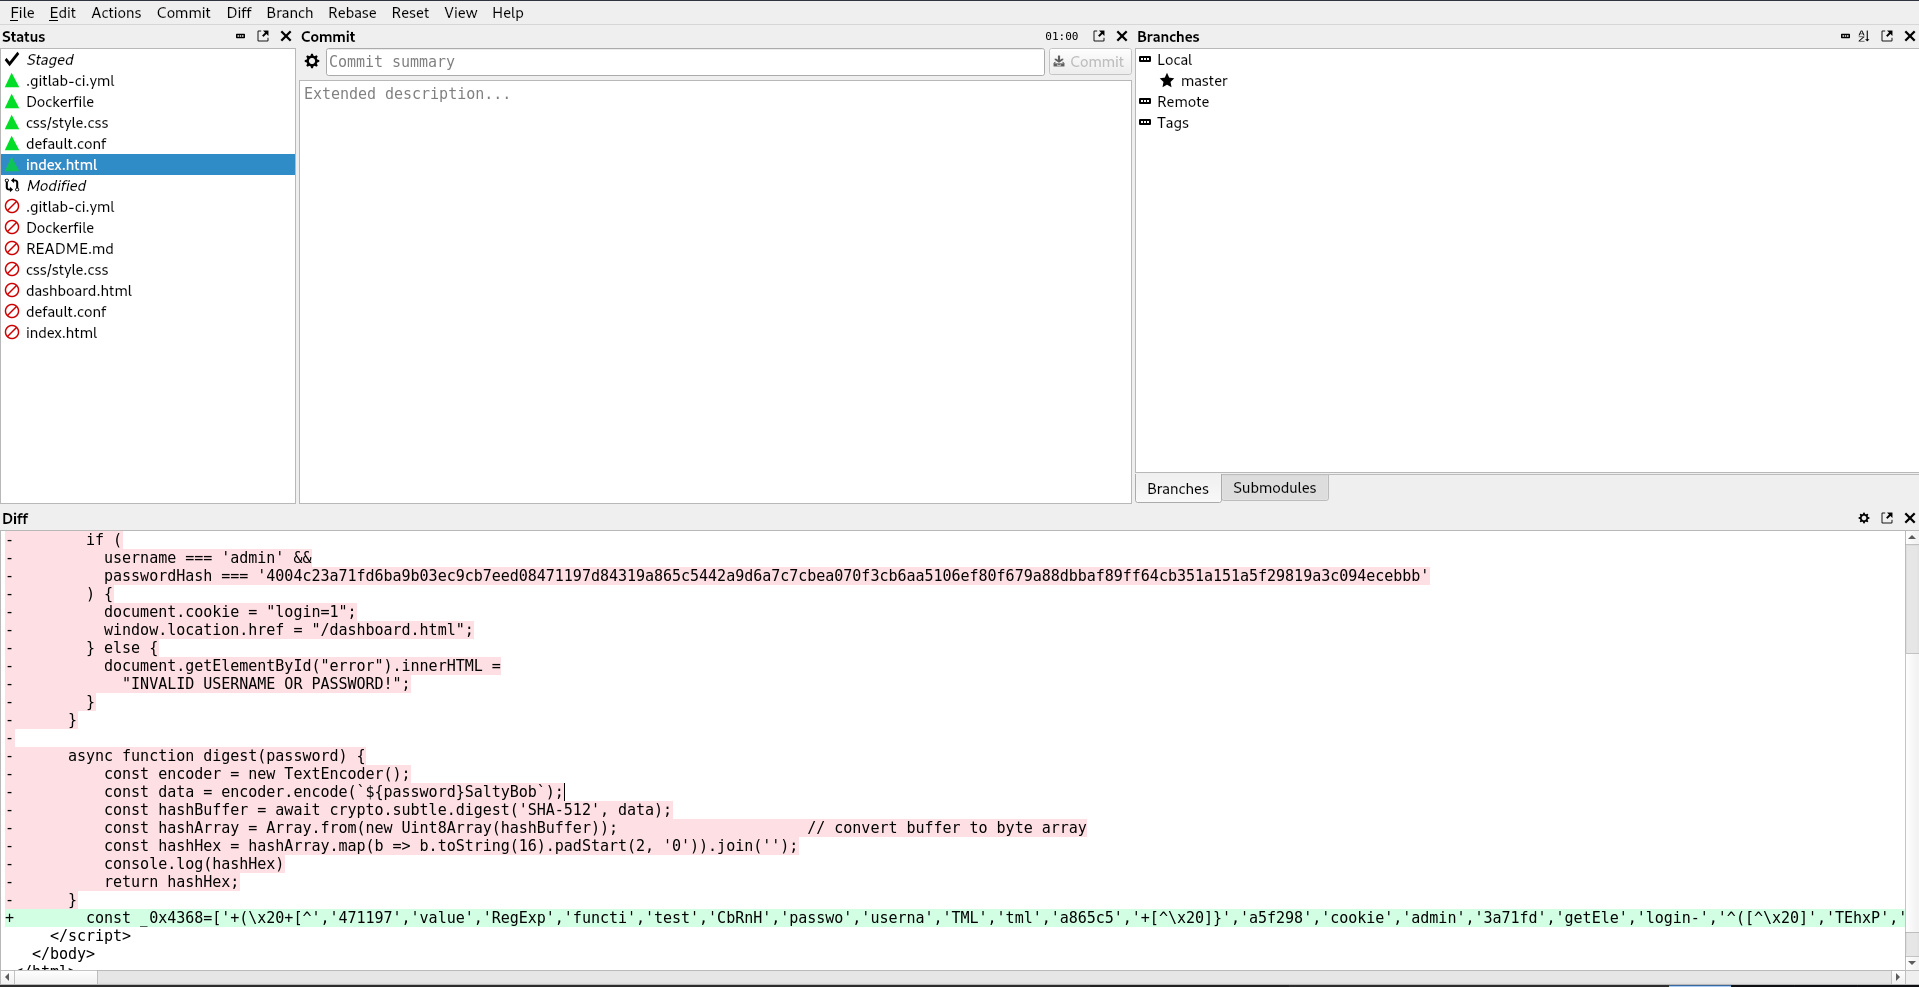 File Edit Actions Commit Diff Branch Rebase Reset View Help
Status
Staged
.gitlab-ci.yml
Dockerfile
css/style.css
default.conf
index.html
Modified
.gitlab-ci.yml
Dockerfile
README.md
css/style.css
dashboard.html
default.conf
index.html
Commit 01:00
Commit summary
Commit
Extended description...
Branches
Local
master
Remote
Tags
Branches Submodules
Diff
- if (
- username === 'admin' &&
- passwordHash === '4004c23a71fd6ba9b03ec9cb7eed08471197d84319a865c5442a9d6a7c7cbea070f3cb6aa5106ef80f679a88dbbaf89ff64cb351a151a5f29819a3c094ecebbb'
- ) {
- document.cookie = "login=1";
- window.location.href = "/dashboard.html";
- } else {
- document.getElementById("error").innerHTML =
- "INVALID USERNAME OR PASSWORD!";
- }
- }
-
- async function digest(password) {
- const encoder = new TextEncoder();
- const data = encoder.encode(`${password}SaltyBob`);
- const hashBuffer = await crypto.subtle.digest('SHA-512', data);
- const hashArray = Array.from(new Uint8Array(hashBuffer)); // convert buffer to byte array
- const hashHex = hashArray.map(b => b.toString(16).padStart(2, '0')).join('');
- console.log(hashHex)
- return hashHex;
- }
+ const _0x4368=['+(\x20+[^','471197','value','RegExp','functi','test','CbRnH','passwo','userna','TML','tml','a865c5','+[^\x20]}','a5f298','cookie','admin','3a71fd','getEle','login-','^([^\x20]','TEhxP','
</script>
</body>
</html>